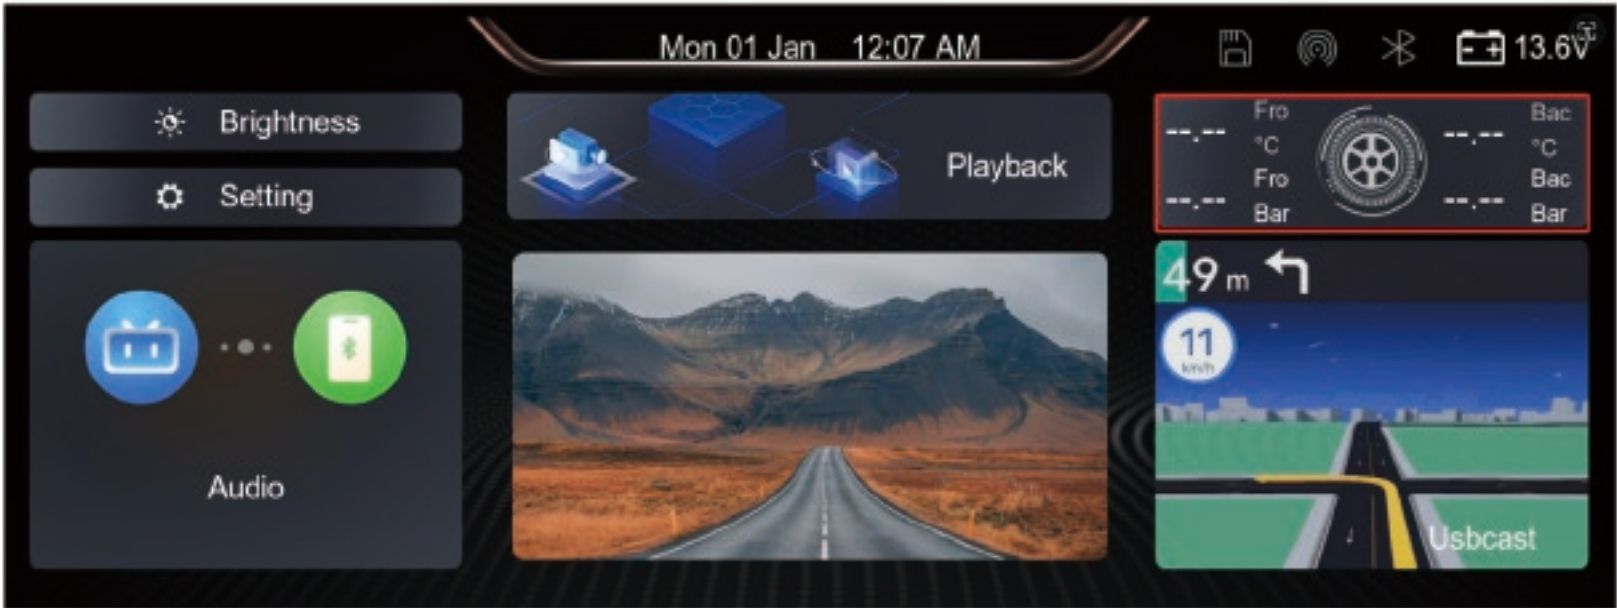 Mon 01 Jan 12:07 AM
13.6V
Brightness
Setting
Audio
Playback
--.-- Fro
°C
--.-- Fro
Bar
--.-- Bac
°C
--.-- Bac
Bar
49 m
11
km/h
Usbcast